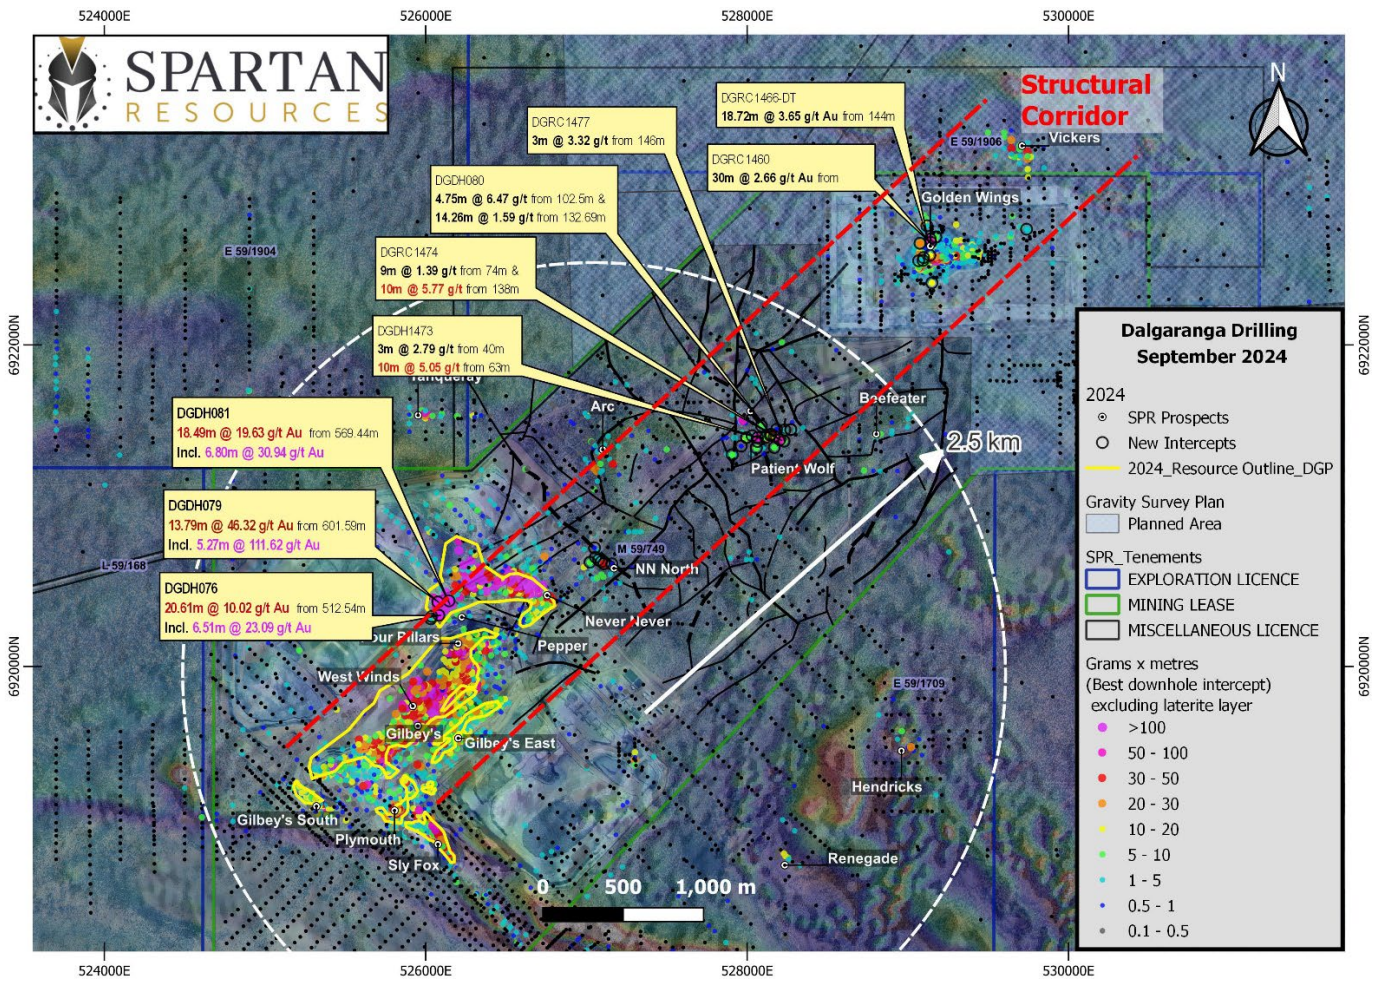 524000E
526000E
528000E
530000E
SPARTAN
RESOURCES
N
Structural
Corridor
DGRC1466-DT
18.72m @ 3.65 g/t Au from 144m
DGRC1477
3m @ 3.32 g/t from 146m
E 59/1906
Vickers
DGRC1460
30m @ 2.66 g/t Au from
DGDH080
4.75m @ 6.47 g/t from 102.5m &
14.26m @ 1.59 g/t from 132.69m
Golden Wings
E 59/1904
DGRC1474
9m @ 1.39 g/t from 74m &
10m @ 5.77 g/t from 138m
DGDH1473
3m @ 2.79 g/t from 40m
10m @ 5.05 g/t from 63m
6922000N
6922000N
Tanqueray
Arc
Beefeater
DGDH081
18.49m @ 19.63 g/t Au from 569.44m
Incl. 6.80m @ 30.94 g/t Au
2.5 km
Patient Wolf
DGDH079
13.79m @ 46.32 g/t Au from 601.59m
Incl. 5.27m @ 111.62 g/t Au
M 59/749
L 59/168
NN North
DGDH076
20.61m @ 10.02 g/t Au from 512.54m
Incl. 6.51m @ 23.09 g/t Au
Never Never
our Pillars
Pepper
6920000N
6920000N
West Winds
E 59/1709
Gilbey's
Gilbey's East
Hendricks
Gilbey's South
Plymouth
Sly Fox
Renegade
0 500 1,000 m
Dalgaranga Drilling
September 2024
2024
SPR Prospects
New Intercepts
2024_Resource Outline_DGP
Gravity Survey Plan
Planned Area
SPR_Tenements
EXPLORATION LICENCE
MINING LEASE
MISCELLANEOUS LICENCE
Grams x metres
(Best downhole intercept)
excluding laterite layer
>100
50 - 100
30 - 50
20 - 30
10 - 20
5 - 10
1 - 5
0.5 - 1
0.1 - 0.5
524000E
526000E
528000E
530000E